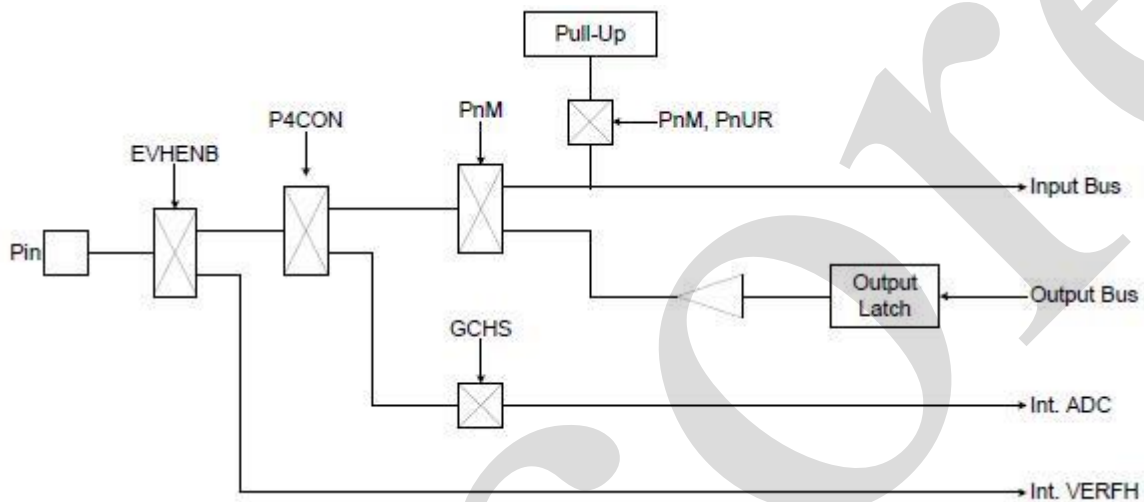 Pull-Up
PnM
PnM, PnUR
P4CON
EVHENB
Input Bus
Pin
Output
Latch
Output Bus
GCHS
Int. ADC
Int. VERFH